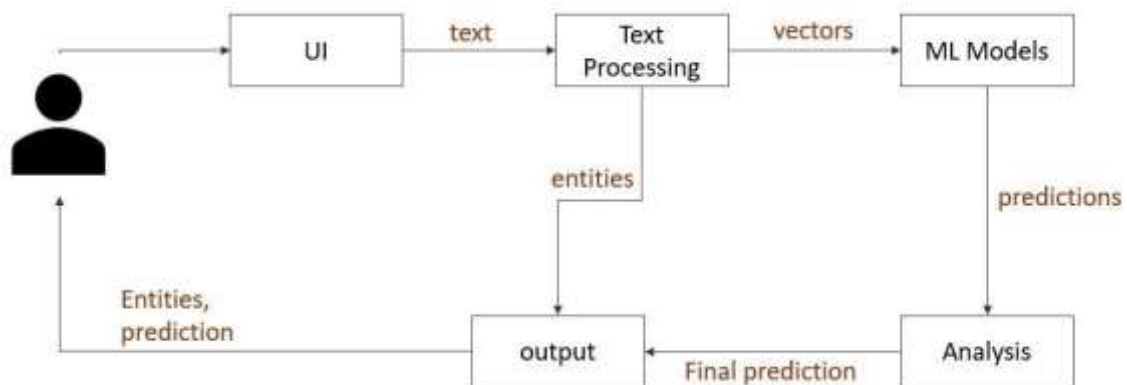 UI
text
Text
Processing
vectors
ML Models
entities
predictions
Entities,
prediction
output
Final prediction
Analysis